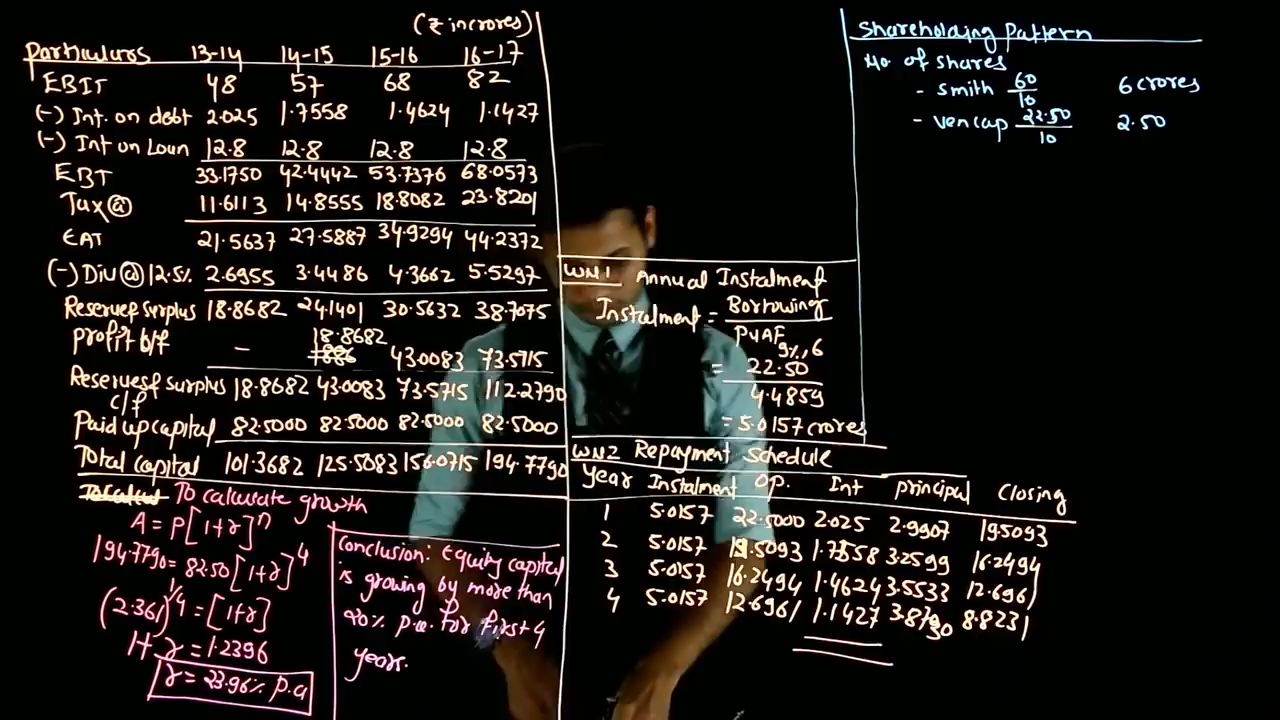 (₹ in crores)
Particulars 13-14 14-15 15-16 16-17
EBIT 48 57 68 82
(-) Int. on debt 2.025 1.7558 1.4624 1.1427
(-) Int on Loan 12.8 12.8 12.8 12.8
EBT 33.1750 42.4442 53.7376 68.0573
Tax @ 11.6113 14.8555 18.8082 23.8201
EAT 21.5637 27.5887 34.9294 44.2372
(-) Div @ 12.5% 2.6955 3.4486 4.3662 5.5297
Reserve & surplus 18.8682 24.1401 30.5632 38.7075
18.8682
profit b/f - 43.0083 73.5715
Reserves & surplus 18.8682 43.0083 73.5715 112.2790
c/f
Paid up capital 82.5000 82.5000 82.5000 82.5000
Total capital 101.3682 125.5083 156.0715 194.7790
To calculate growth
A = P[1+r]ⁿ
194.7790 = 82.50[1+r]⁴
(2.361)^1/4 = [1+r]
1+r = 1.2396
r = 23.96% p.a
Conclusion: Equity capital
is growing by more than
20% p.a. for first 4
years.
WN1 Annual Instalment
Instalment = Borrowing
PVAF 9%, 6
= 22.50
4.4859
= 5.0157 crores
WN2 Repayment Schedule
Year Instalment Op. Int principal Closing
1 5.0157 22.5000 2.025 2.9907 19.5093
2 5.0157 19.5093 1.7558 3.2599 16.2494
3 5.0157 16.2494 1.4624 3.5533 12.6961
4 5.0157 12.6961 1.1427 3.8730 8.8231
Shareholding Pattern
No. of shares
- Smith 60/10 6 crores
- Vencap 22.50/10 2.50